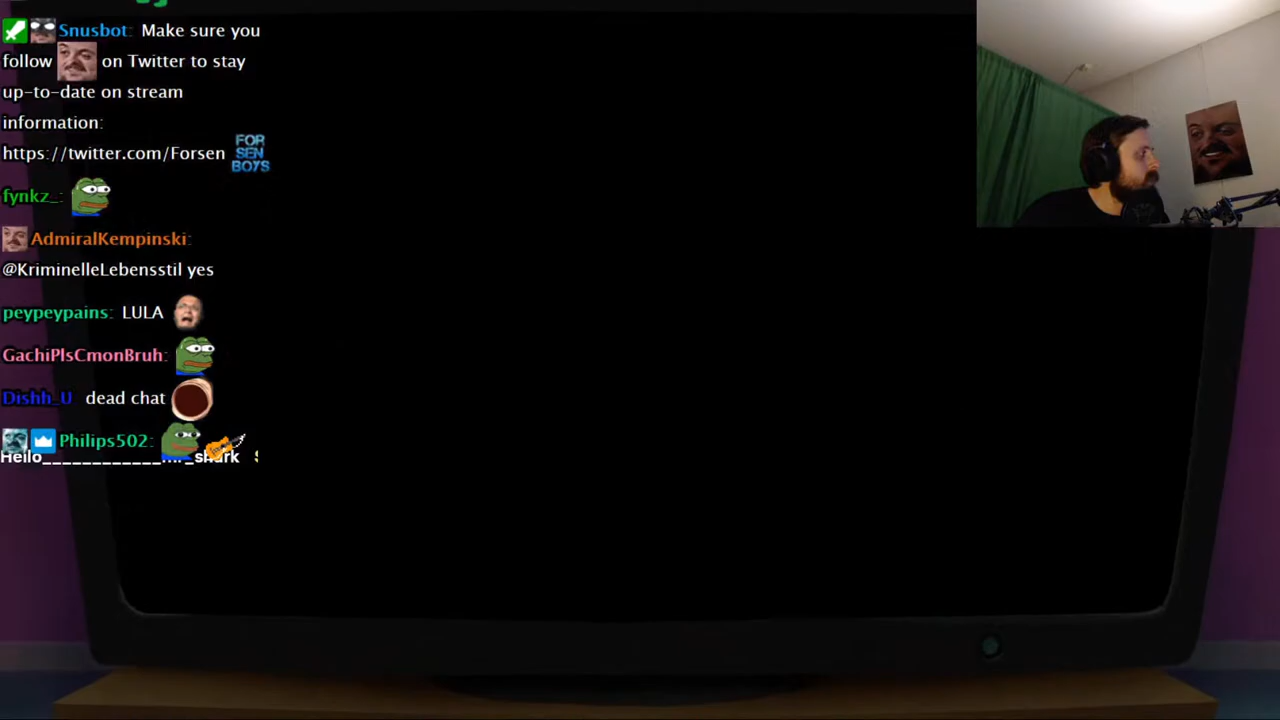 Snusbot: Make sure you
follow on Twitter to stay
up-to-date on stream
information:
https://twitter.com/Forsen
FOR
SEN
BOYS
fynkz_:
AdmiralKempinski:
@KriminelleLebensstil yes
peypeypains: LULA
GachiPlsCmonBruh:
Dishh_U dead chat
Philips502:
Hello____________mr_shark